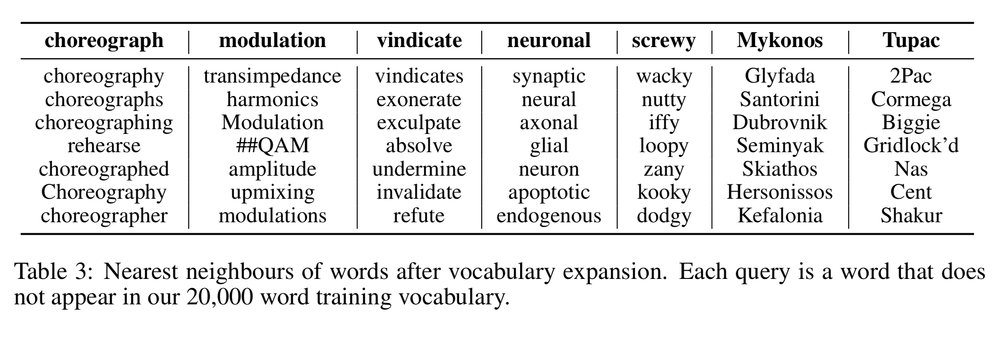 choreograph modulation vindicate neuronal screwy Mykonos Tupac
choreography transimpedance vindicates synaptic wacky Glyfada 2Pac
choreographs harmonics exonerate neural nutty Santorini Cormega
choreographing Modulation exculpate axonal iffy Dubrovnik Biggie
rehearse ##QAM absolve glial loopy Seminyak Gridlock’d
choreographed amplitude undermine neuron zany Skiathos Nas
Choreography upmixing invalidate apoptotic kooky Hersonissos Cent
choreographer modulations refute endogenous dodgy Kefalonia Shakur
Table 3: Nearest neighbours of words after vocabulary expansion. Each query is a word that does
not appear in our 20,000 word training vocabulary.